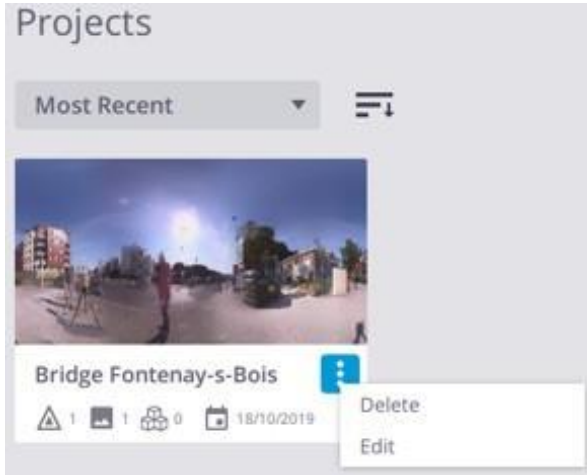 Projects
Most Recent
Bridge Fontenay-s-Bois
1 1 0 18/10/2019
Delete
Edit